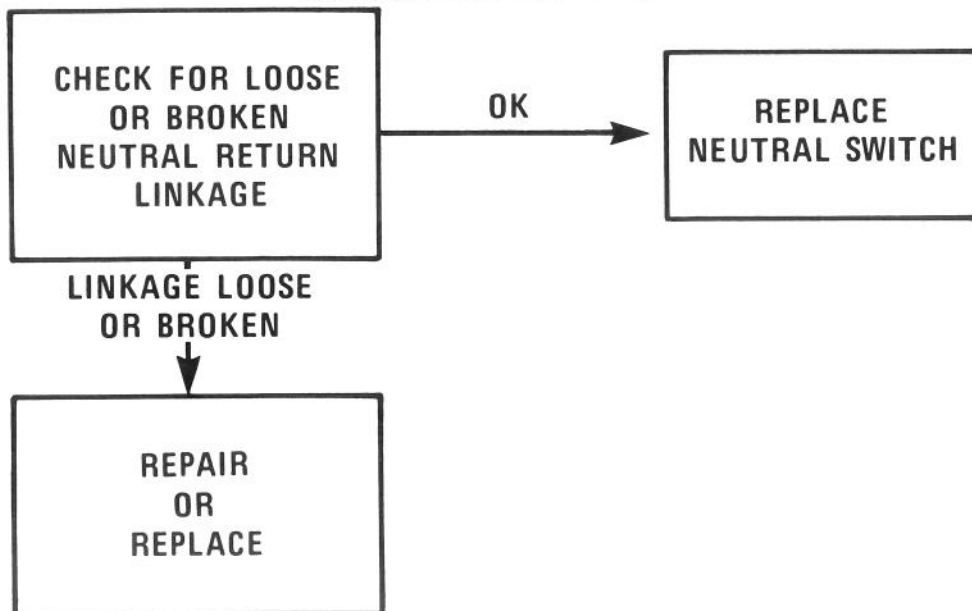 CHECK FOR LOOSE
OR BROKEN
NEUTRAL RETURN
LINKAGE
OK
REPLACE
NEUTRAL SWITCH
LINKAGE LOOSE
OR BROKEN
REPAIR
OR
REPLACE